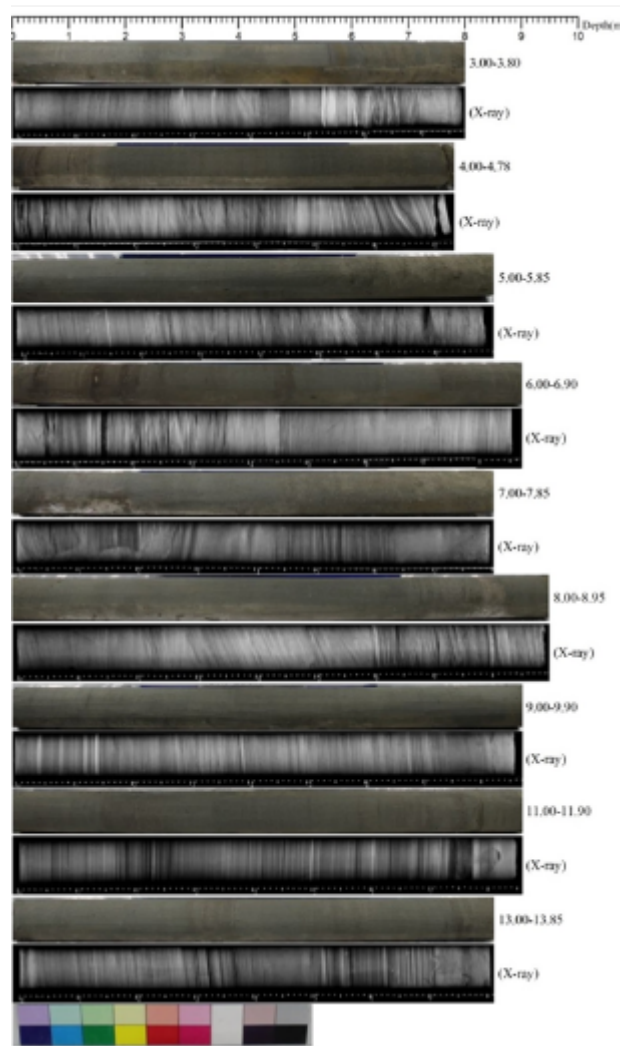 0 1 2 3 4 5 6 7 8 9 10 Depth(m
3.00-3.80
(X-ray)
4.00-4.78
(X-ray)
5.00-5.85
(X-ray)
6.00-6.90
(X-ray)
7.00-7.85
(X-ray)
8.00-8.95
(X-ray)
9.00-9.90
(X-ray)
11.00-11.90
(X-ray)
13.00-13.85
(X-ray)